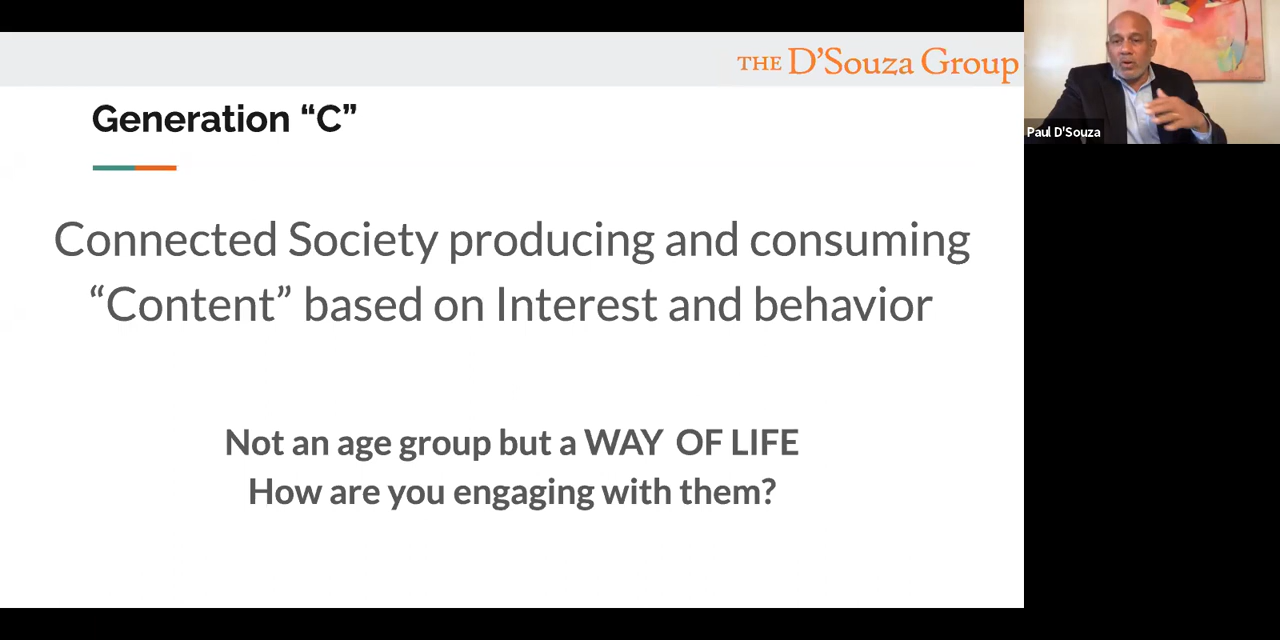 THE D'Souza Group
Generation “C”
Connected Society producing and consuming
“Content” based on Interest and behavior
Not an age group but a WAY OF LIFE
How are you engaging with them?
Paul D'Souza